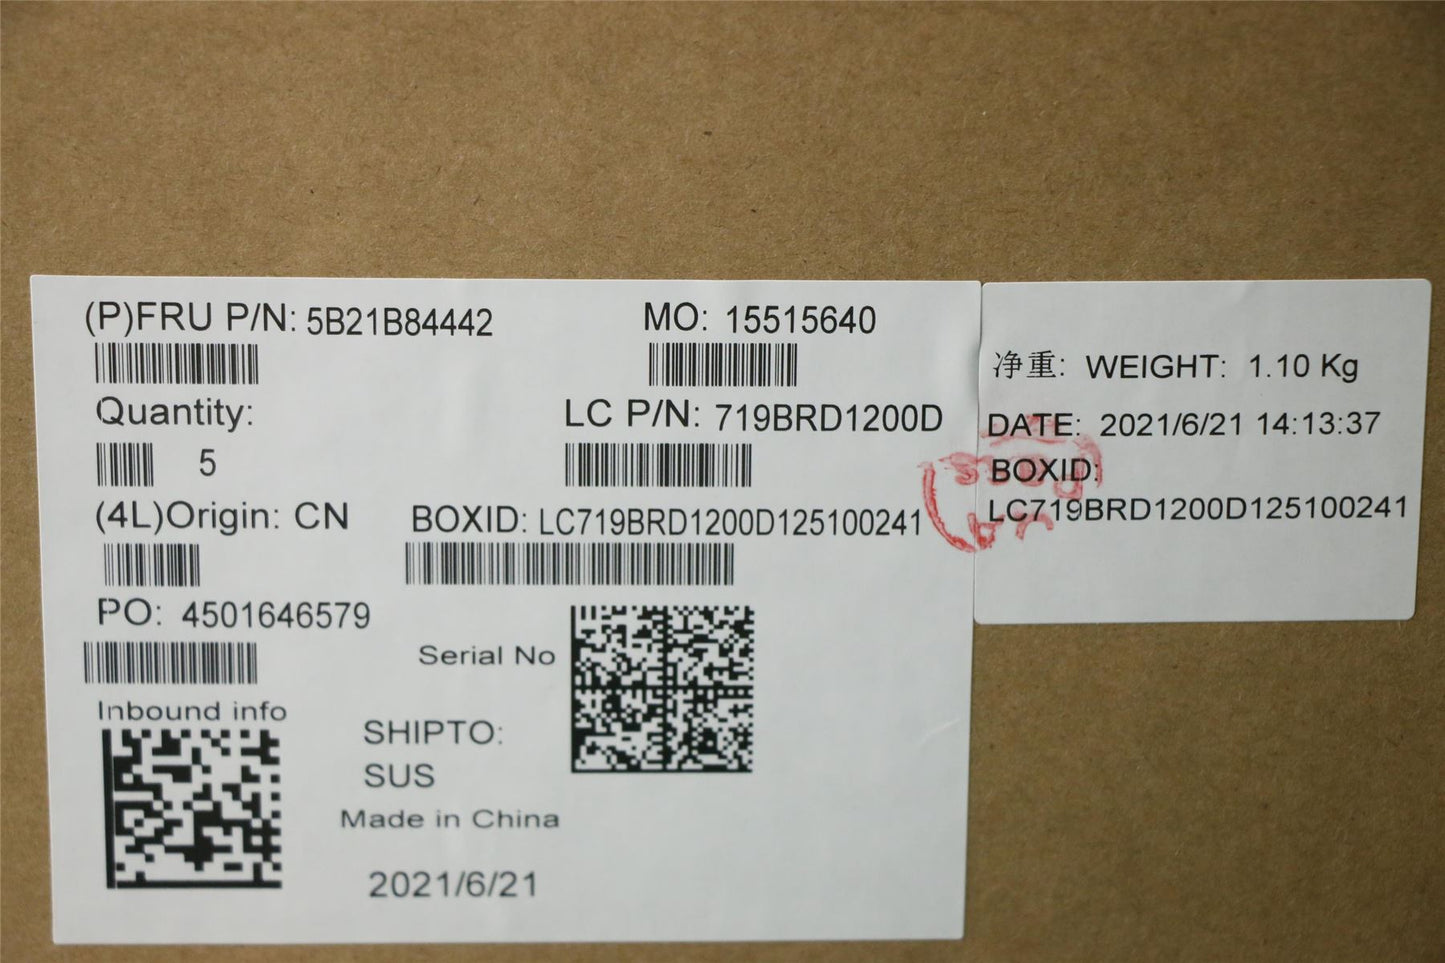 (P)FRU P/N: 5B21B84442
MO: 15515640
Quantity:
5
LC P/N: 719BRD1200D
(4L)Origin: CN
BOXID: LC719BRD1200D125100241
PO: 4501646579
Serial No
Inbound info
SHIPTO:
SUS
Made in China
2021/6/21
净重: WEIGHT: 1.10 Kg
DATE: 2021/6/21 14:13:37
BOXID:
LC719BRD1200D125100241